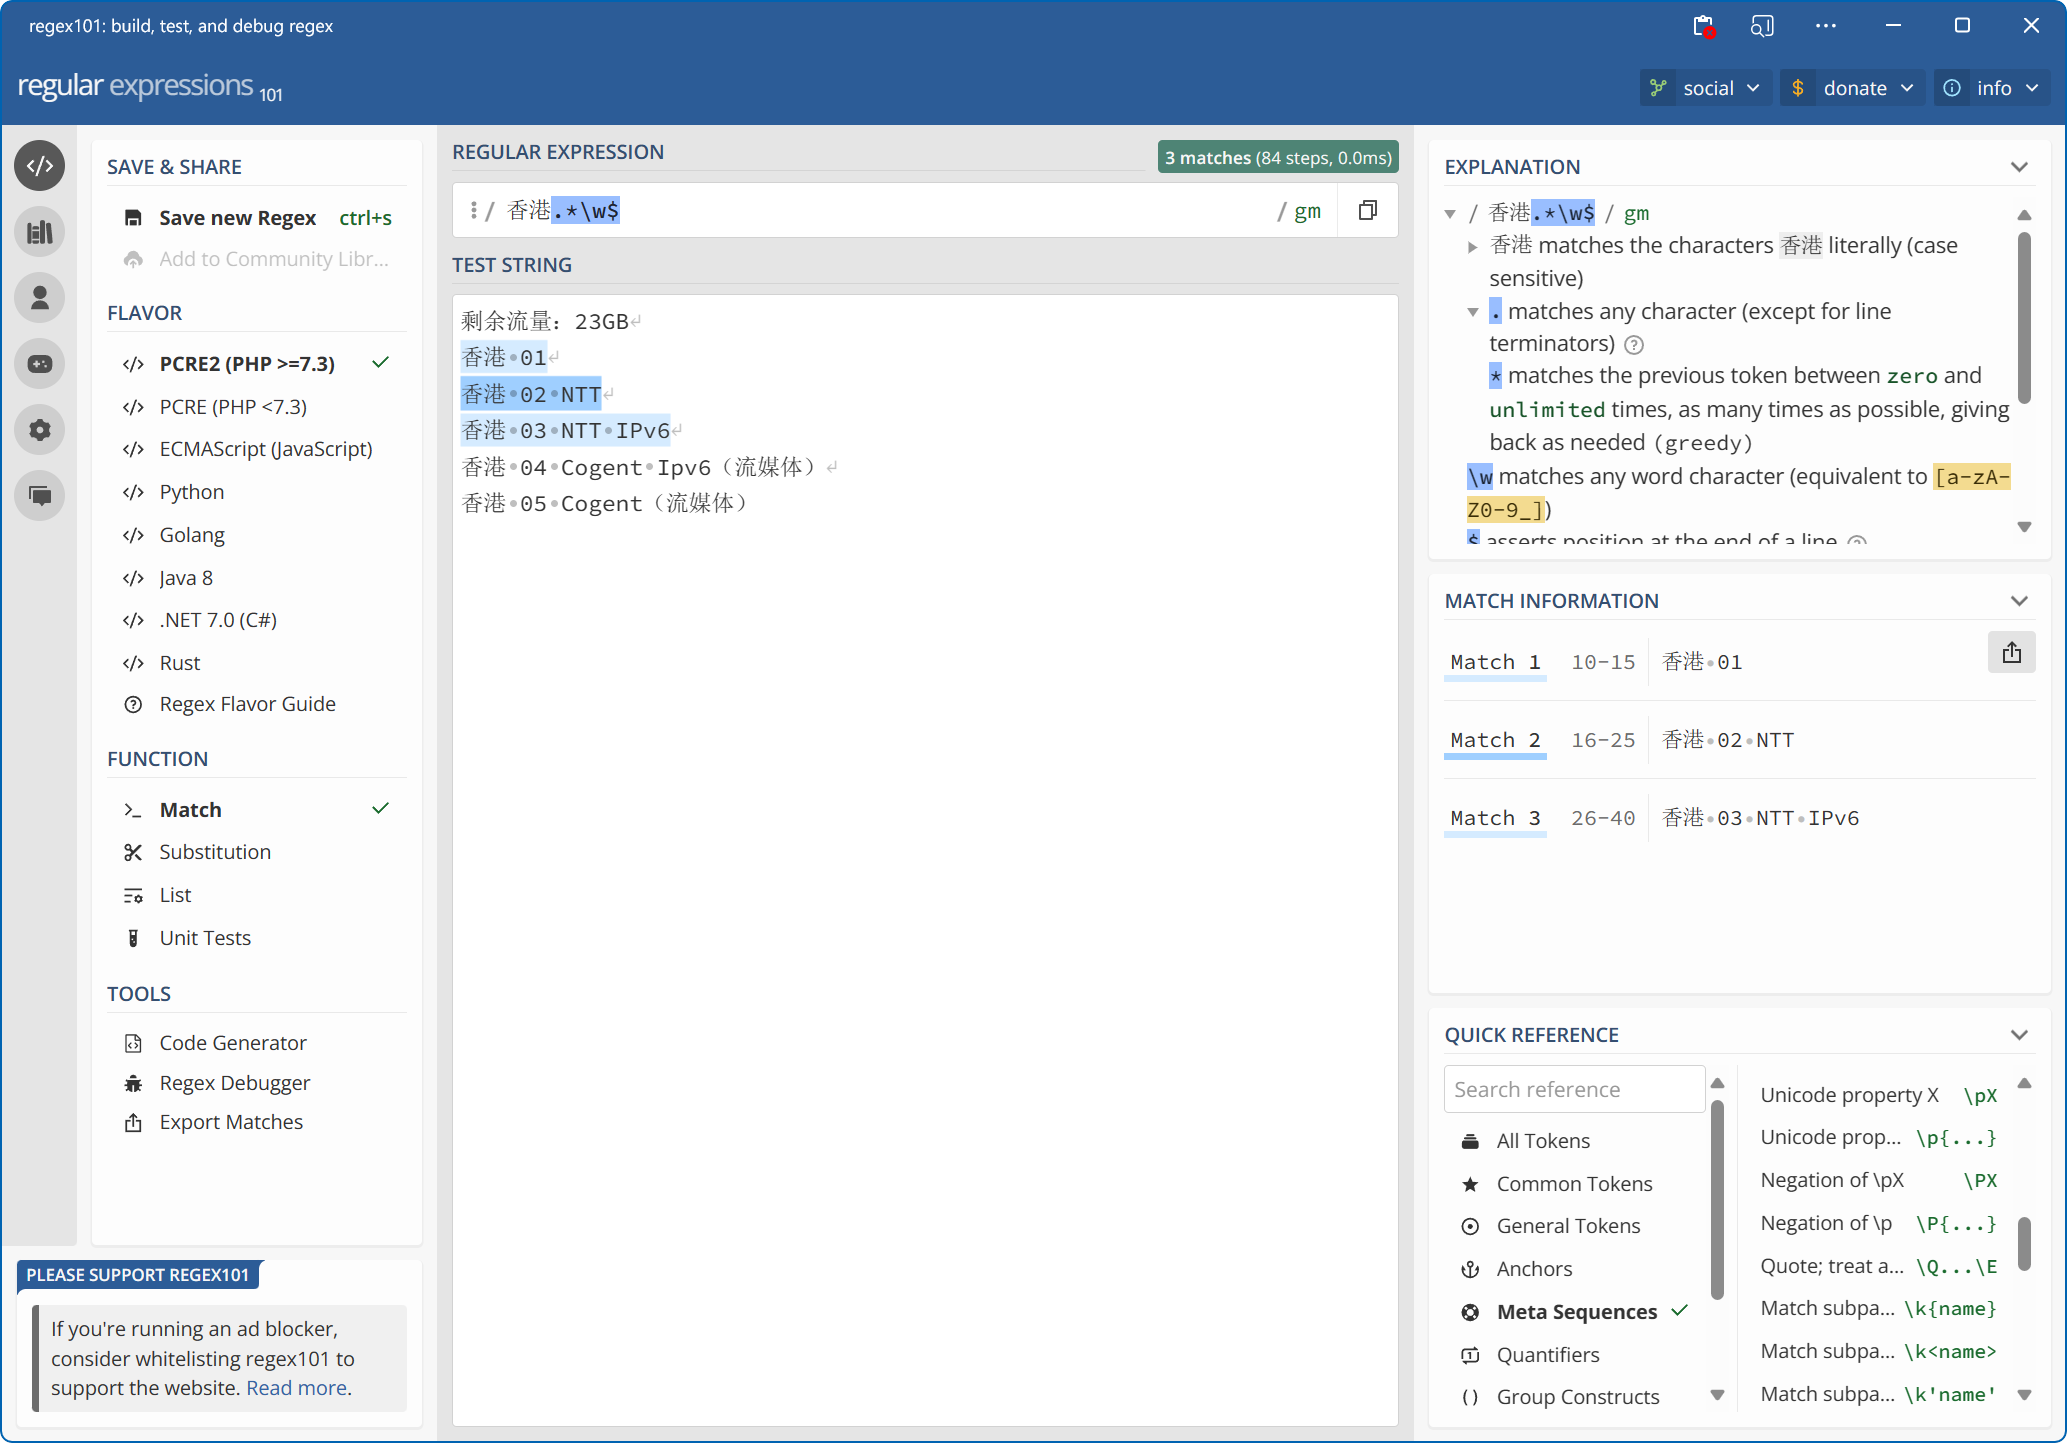 regex101: build, test, and debug regex
regular expressions 101
social
$ donate
info
SAVE & SHARE
Save new Regex ctrl+s
Add to Community Libr...
FLAVOR
PCRE2 (PHP >=7.3)
PCRE (PHP <7.3)
ECMAScript (JavaScript)
Python
Golang
Java 8
.NET 7.0 (C#)
Rust
Regex Flavor Guide
FUNCTION
Match
Substitution
List
Unit Tests
TOOLS
Code Generator
Regex Debugger
Export Matches
PLEASE SUPPORT REGEX101
If you're running an ad blocker,
consider whitelisting regex101 to
support the website. Read more.
REGULAR EXPRESSION
3 matches (84 steps, 0.0ms)
/ 香港.*\w$ / gm
TEST STRING
剩余流量：23GB
香港·01
香港·02·NTT
香港·03·NTT·IPv6
香港·04·Cogent·Ipv6（流媒体）
香港·05·Cogent（流媒体）
EXPLANATION
/ 香港.*\w$ / gm
香港 matches the characters 香港 literally (case
sensitive)
. matches any character (except for line
terminators)
* matches the previous token between zero and
unlimited times, as many times as possible, giving
back as needed (greedy)
\w matches any word character (equivalent to [a-zA-
Z0-9_])
$ asserts position at the end of a line
MATCH INFORMATION
Match 1 10-15 香港·01
Match 2 16-25 香港·02·NTT
Match 3 26-40 香港·03·NTT·IPv6
QUICK REFERENCE
Search reference
All Tokens
Common Tokens
General Tokens
Anchors
Meta Sequences
Quantifiers
Group Constructs
Unicode property X \pX
Unicode prop... \p{...}
Negation of \pX \PX
Negation of \p \P{...}
Quote; treat a... \Q...\E
Match subpa... \k{name}
Match subpa... \k<name>
Match subpa... \k'name'